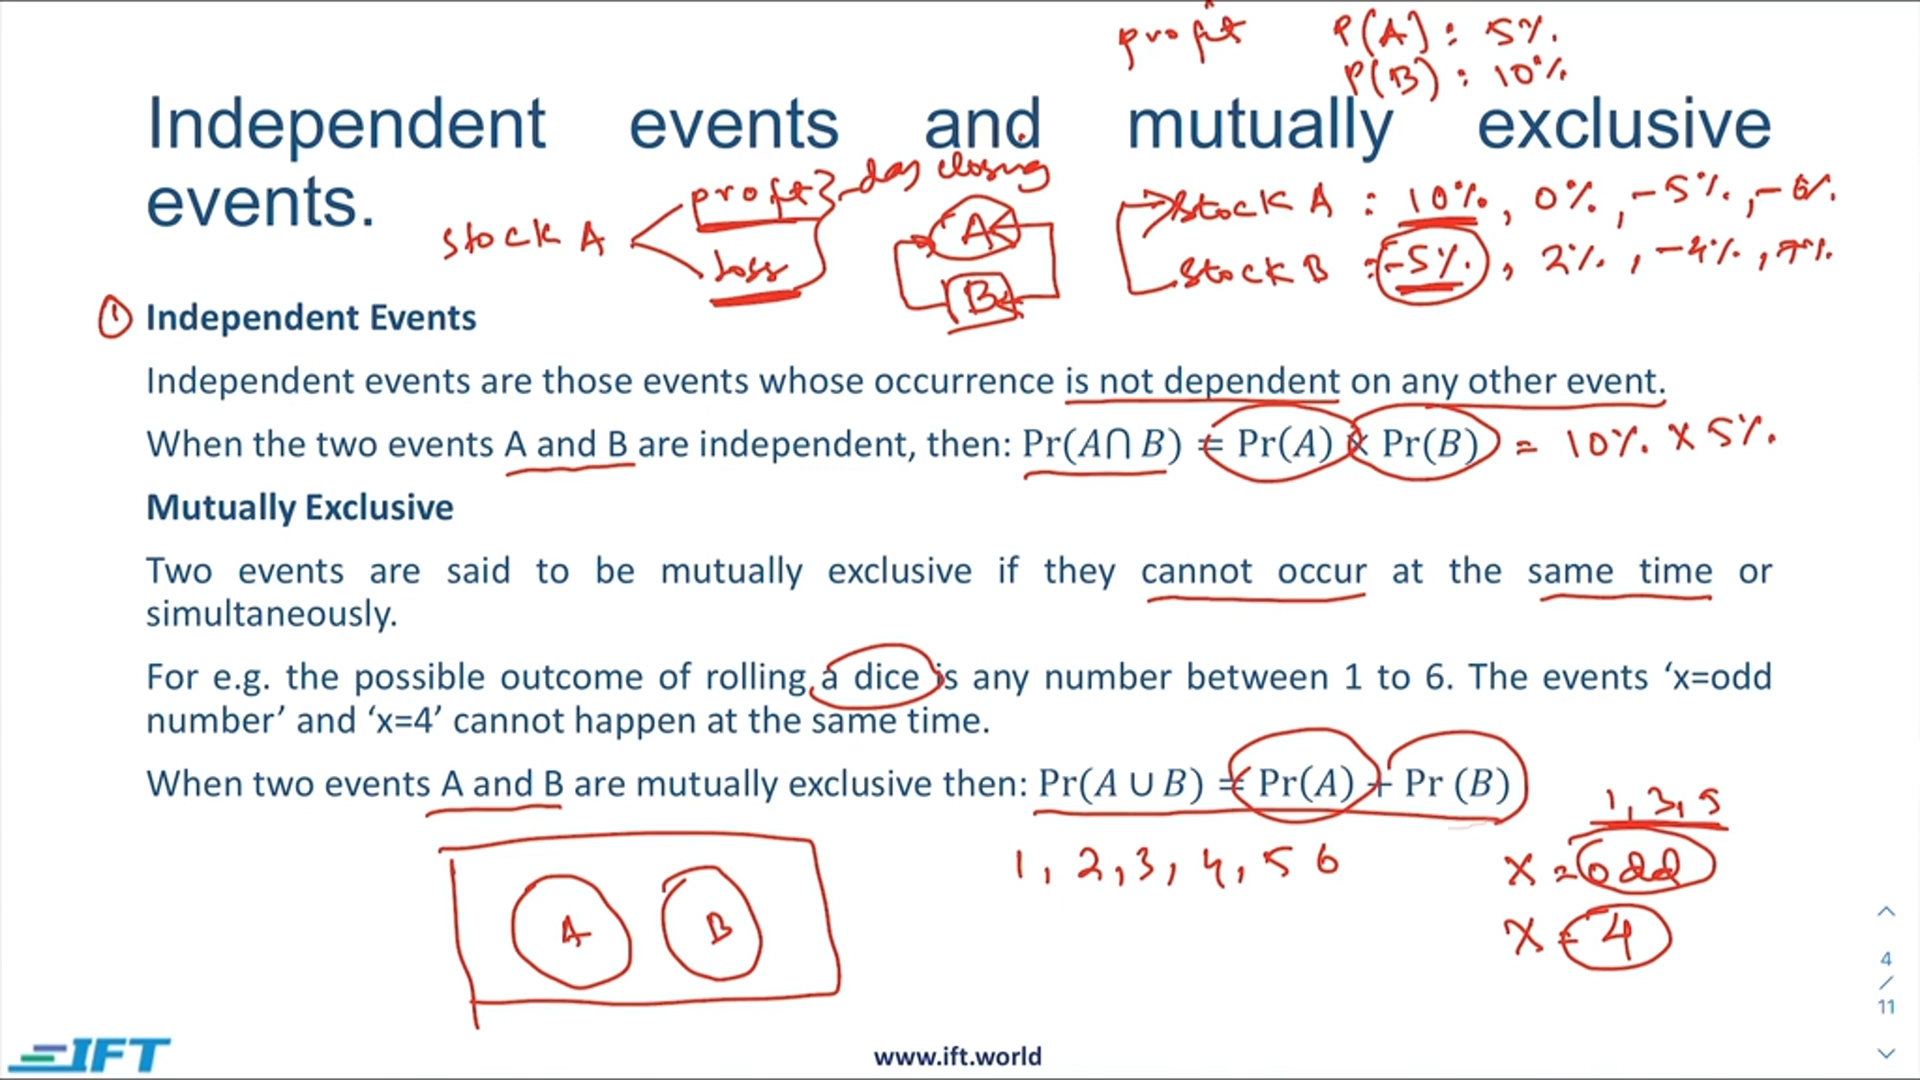 profit P(A) : 5%.
P(B) : 10%
Independent events and mutually exclusive
events.
profit } day closing
stock A
loss
A
B
stock A : 10%, 0%, -5%, -6%.
stock B : -5%, 2%, -4%, 7%.
1 Independent Events
Independent events are those events whose occurrence is not dependent on any other event.
When the two events A and B are independent, then: Pr(A∩ B) = Pr(A) × Pr(B) = 10%. x 5%.
Mutually Exclusive
Two events are said to be mutually exclusive if they cannot occur at the same time or
simultaneously.
For e.g. the possible outcome of rolling a dice is any number between 1 to 6. The events ‘x=odd
number’ and ‘x=4’ cannot happen at the same time.
When two events A and B are mutually exclusive then: Pr(A ∪ B) = Pr(A) + Pr (B)
1, 3, 5
1, 2, 3, 4, 5 6
x = odd
x = 4
A B
4
/
11
IFT
www.ift.world